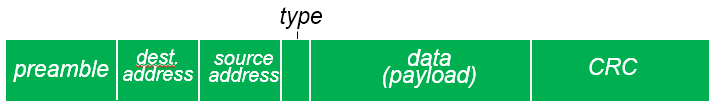 type
preamble
dest.
address
source
address
data
(payload)
CRC